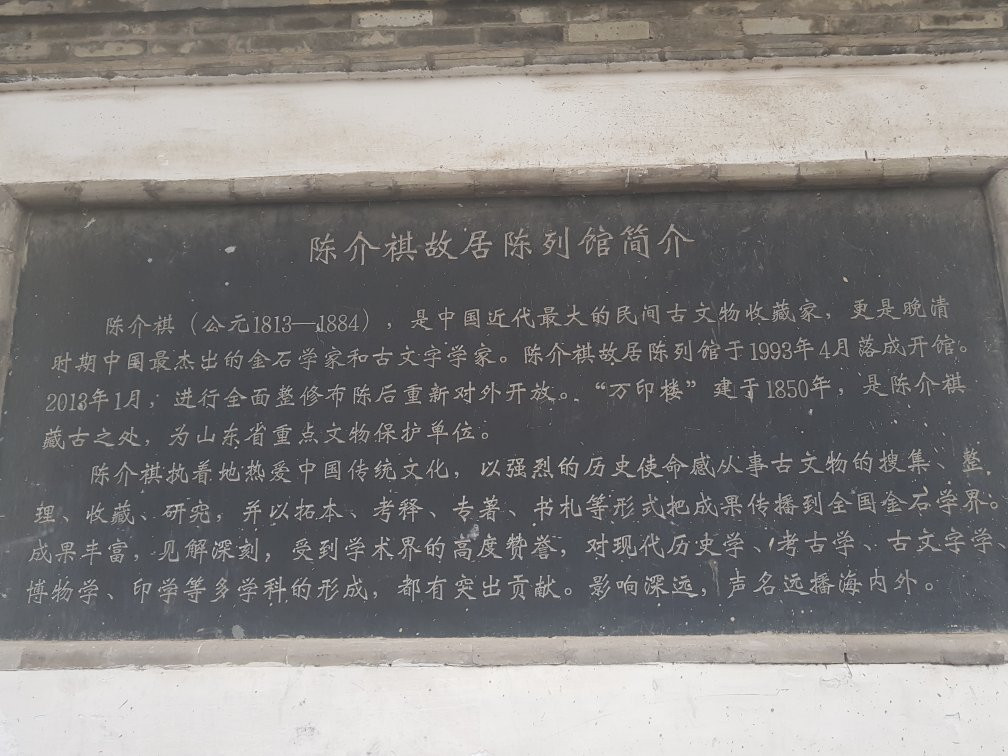 陈介祺故居陈列馆简介
陈介祺（公元1813—1884），是中国近代最大的民间古文物收藏家，更是晚清
时期中国最杰出的金石学家和古文字学家。陈介祺故居陈列馆于1993年4月落成开馆。
2013年1月，进行全面整修布陈后重新对外开放。“万印楼”建于1850年，是陈介祺
藏古之处，为山东省重点文物保护单位。
陈介祺执着地热爱中国传统文化，以强烈的历史使命感从事古文物的搜集、整
理、收藏、研究，并以拓本、考释、专著、书札等形式把成果传播到全国金石学界。
成果丰富，见解深刻，受到学术界的高度赞誉，对现代历史学、考古学、古文字学、
博物学、印学等多学科的形成，都有突出贡献。影响深远，声名远播海内外。